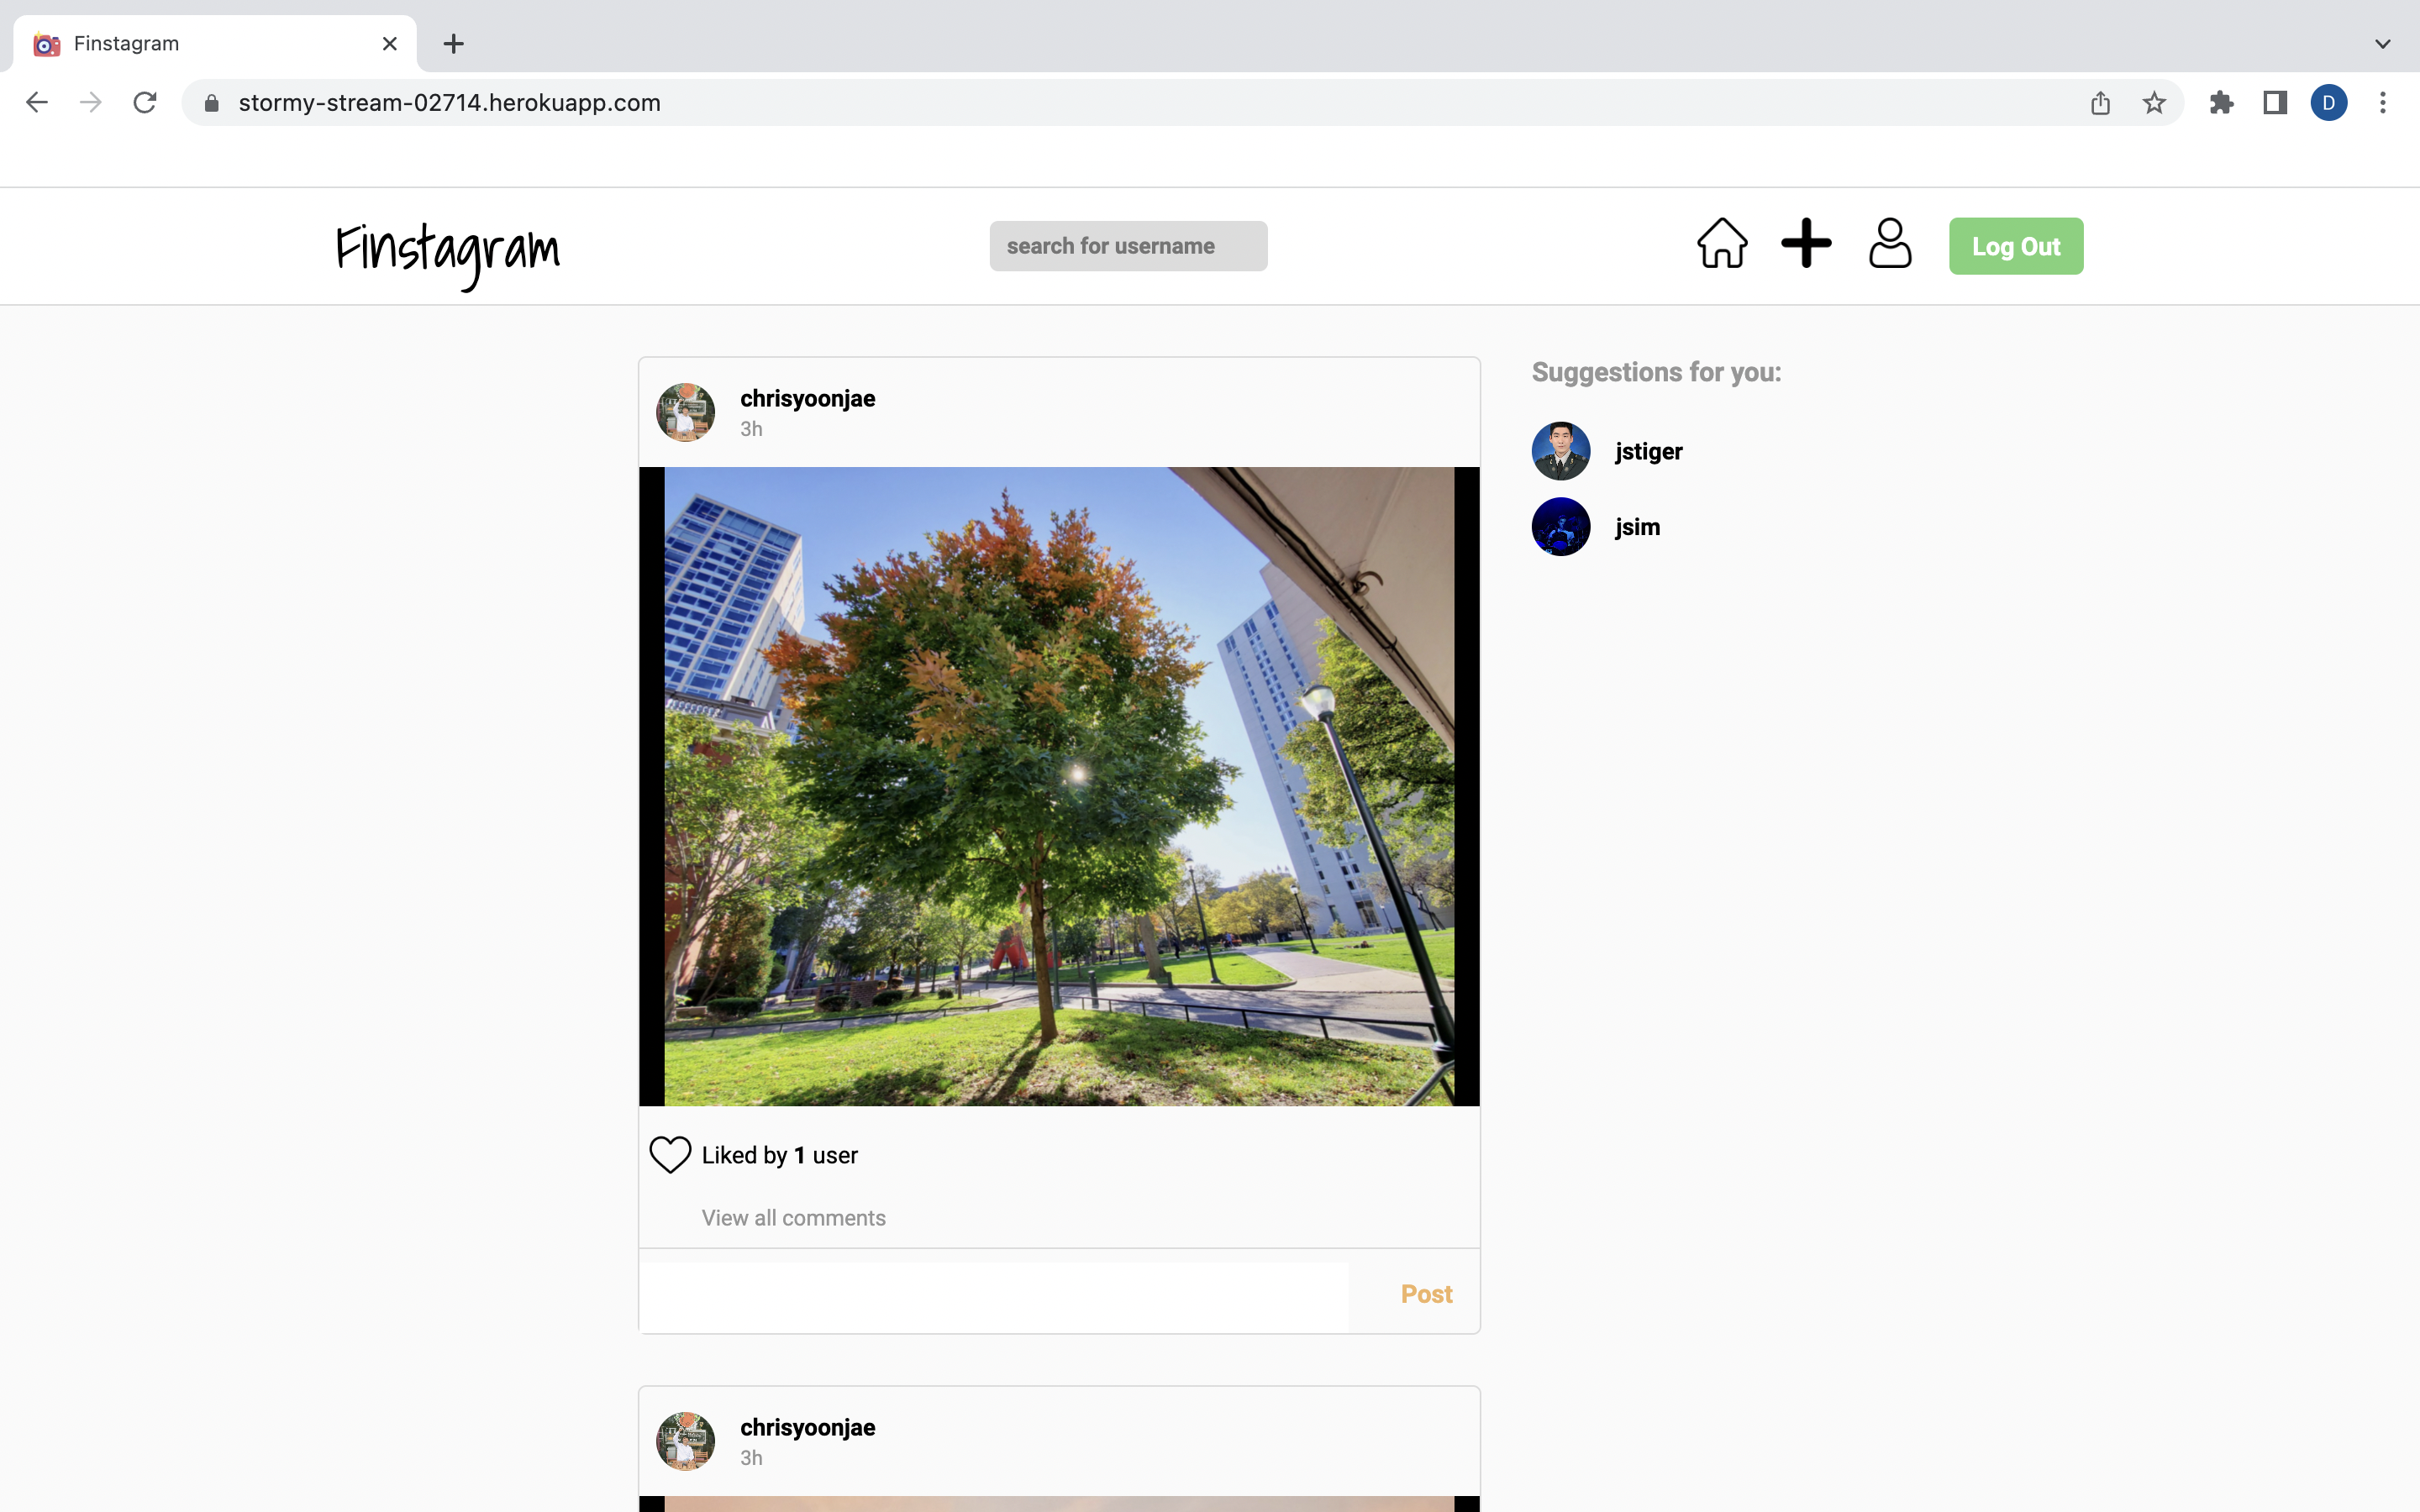 Finstagram
stormy-stream-02714.herokuapp.com
D
Finstagram
search for username
Log Out
chrisyoonjae
3h
Liked by 1 user
View all comments
Post
chrisyoonjae
3h
Suggestions for you:
jstiger
jsim